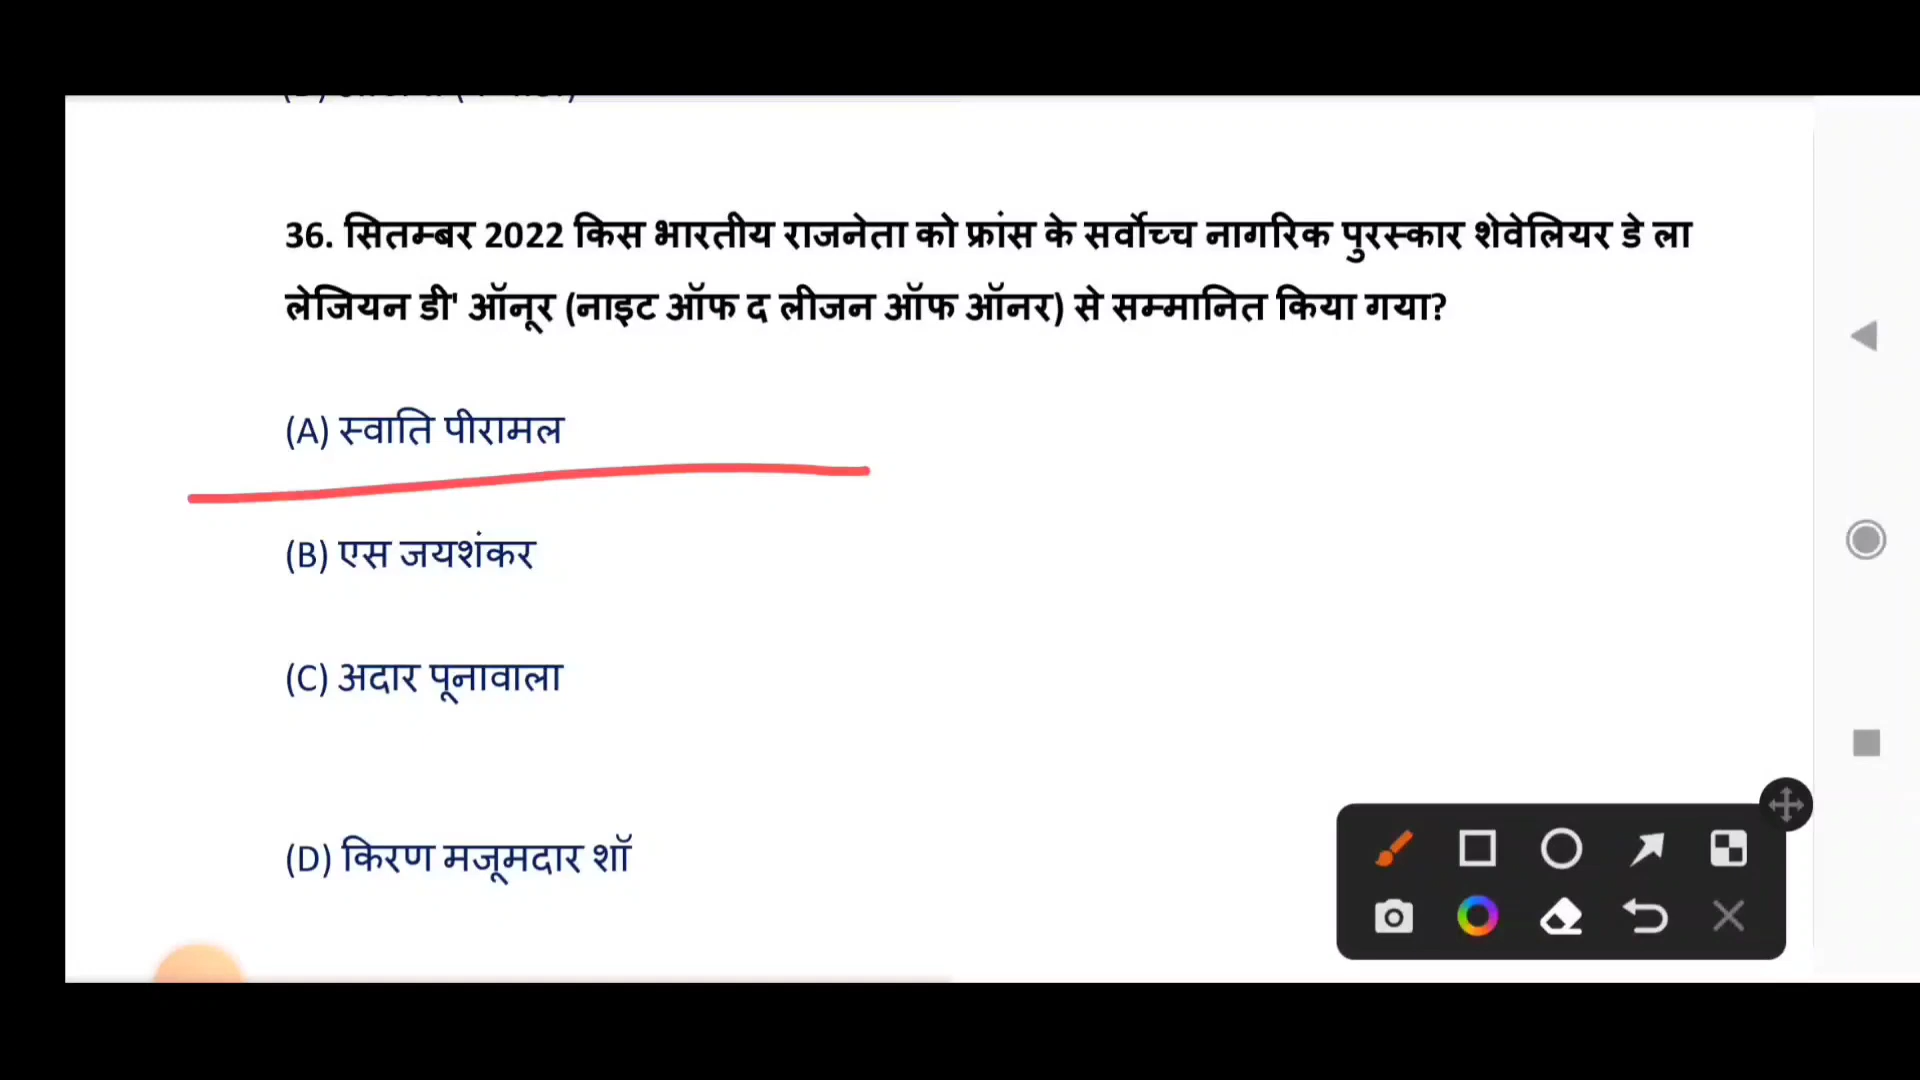 36. सितम्बर 2022 किस भारतीय राजनेता को फ्रांस के सर्वोच्च नागरिक पुरस्कार शेवेलियर डे ला
लेजियन डी' ऑनूर (नाइट ऑफ द लीजन ऑफ ऑनर) से सम्मानित किया गया?
(A) स्वाति पीरामल
(B) एस जयशंकर
(C) अदार पूनावाला
(D) किरण मजूमदार शॉ